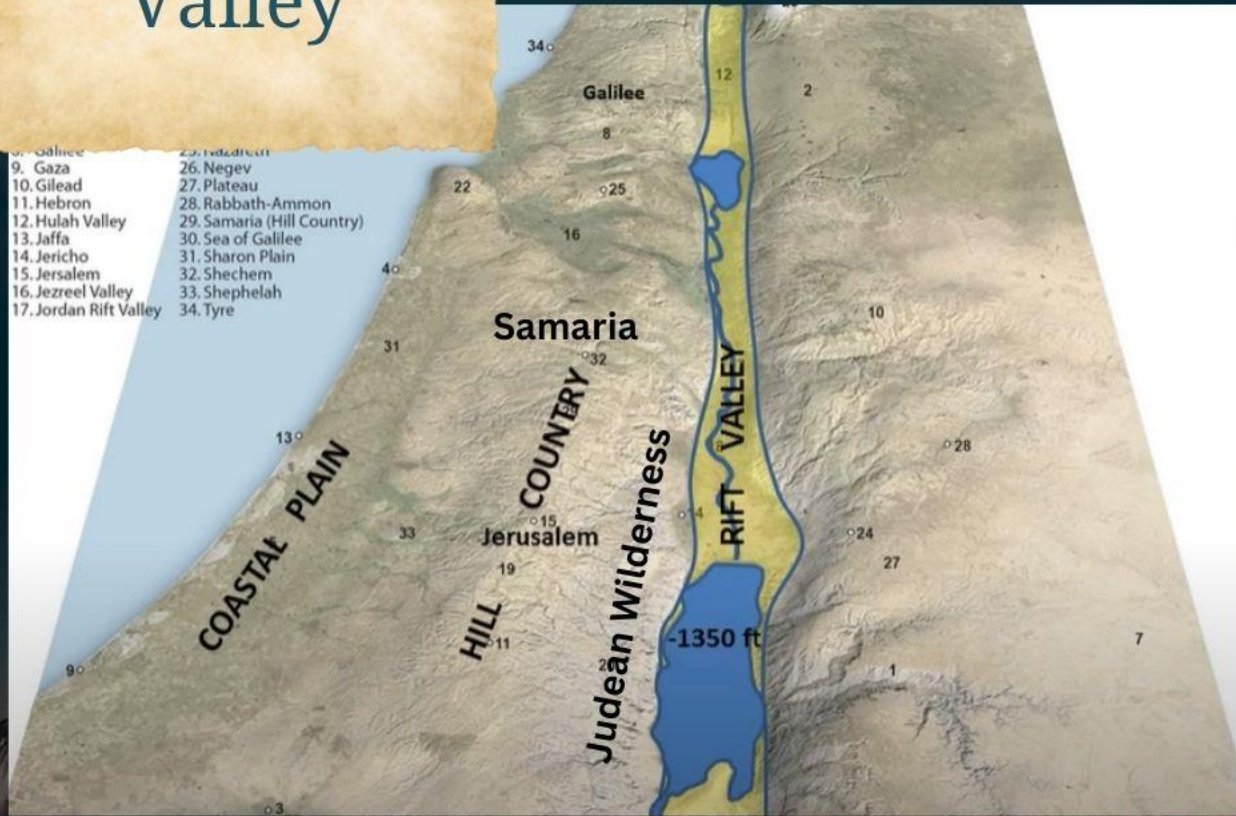 Valley
8. Galilee
9. Gaza
10. Gilead
11. Hebron
12. Hulah Valley
13. Jaffa
14. Jericho
15. Jersalem
16. Jezreel Valley
17. Jordan Rift Valley
25. Nazareth
26. Negev
27. Plateau
28. Rabbath-Ammon
29. Samaria (Hill Country)
30. Sea of Galilee
31. Sharon Plain
32. Shechem
33. Shephelah
34. Tyre
34
12
Galilee
2
8
22
25
16
4
10
Samaria
31
32
13
28
COASTAL PLAIN
HILL COUNTRY
Judean Wilderness
RIFT VALLEY
15
Jerusalem
33
24
27
19
11
-1350 ft
7
1
9
3